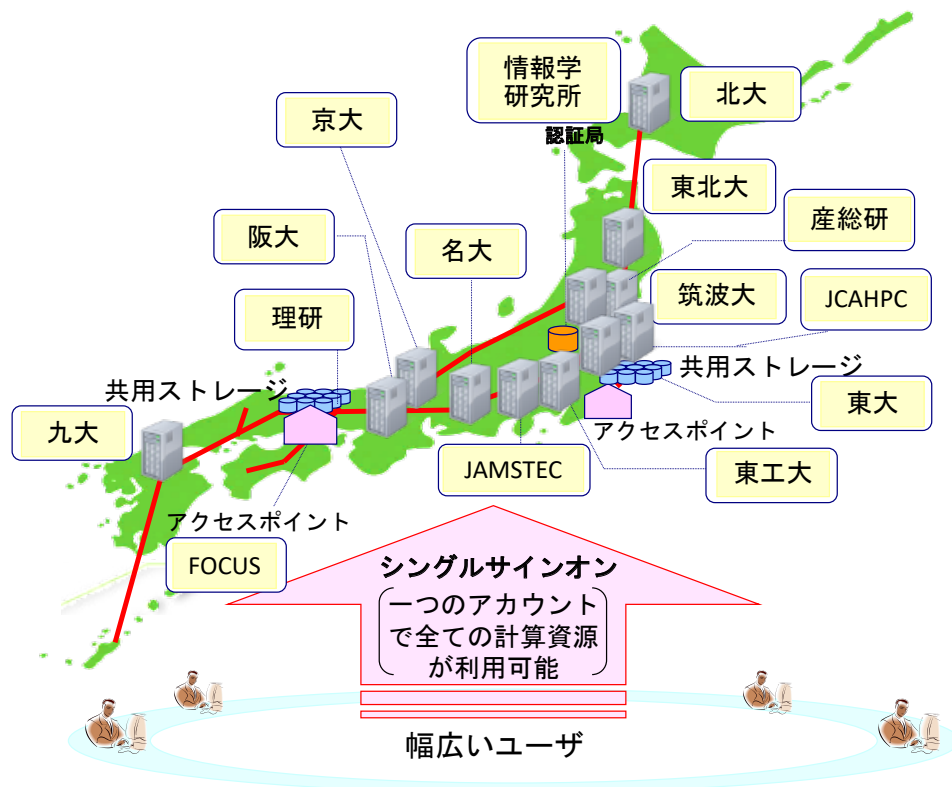 情報学
研究所
認証局
北大
京大
東北大
産総研
阪大
名大
筑波大
JCAHPC
理研
共用ストレージ
共用ストレージ
東大
九大
アクセスポイント
JAMSTEC
東工大
アクセスポイント
FOCUS
シングルサインオン
一つのアカウント
で全ての計算資源
が利用可能
幅広いユーザ